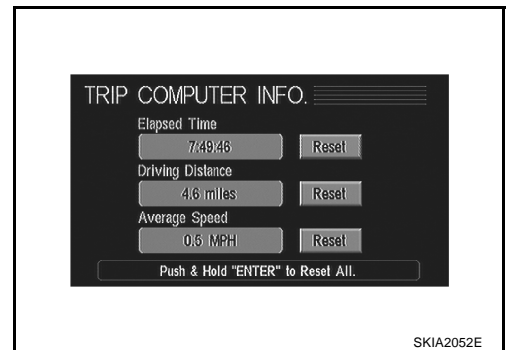 TRIP COMPUTER INFO.
Elapsed Time
7:49:46 Reset
Driving Distance
4.6 miles Reset
Average Speed
0.5 MPH Reset
Push & Hold "ENTER" to Reset All.
SKIA2052E